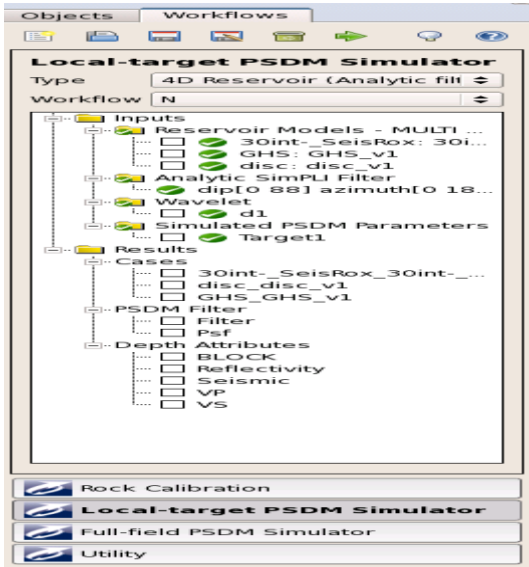 Objects Workflows
Local-target PSDM Simulator
Type 4D Reservoir (Analytic filt
Workflow N
Inputs
Reservoir Models - MULTI ...
30int-_SeisRox: 30i...
GHS: GHS_v1
disc: disc_v1
Analytic SimPLI Filter
dip[0 88] azimuth[0 18...
Wavelet
d1
Simulated PSDM Parameters
Target1
Results
Cases
30int-_SeisRox_30int-_...
disc_disc_v1
GHS_GHS_v1
PSDM Filter
Filter
Psf
Depth Attributes
BLOCK
Reflectivity
Seismic
VP
VS
Rock Calibration
Local-target PSDM Simulator
Full-field PSDM Simulator
Utility